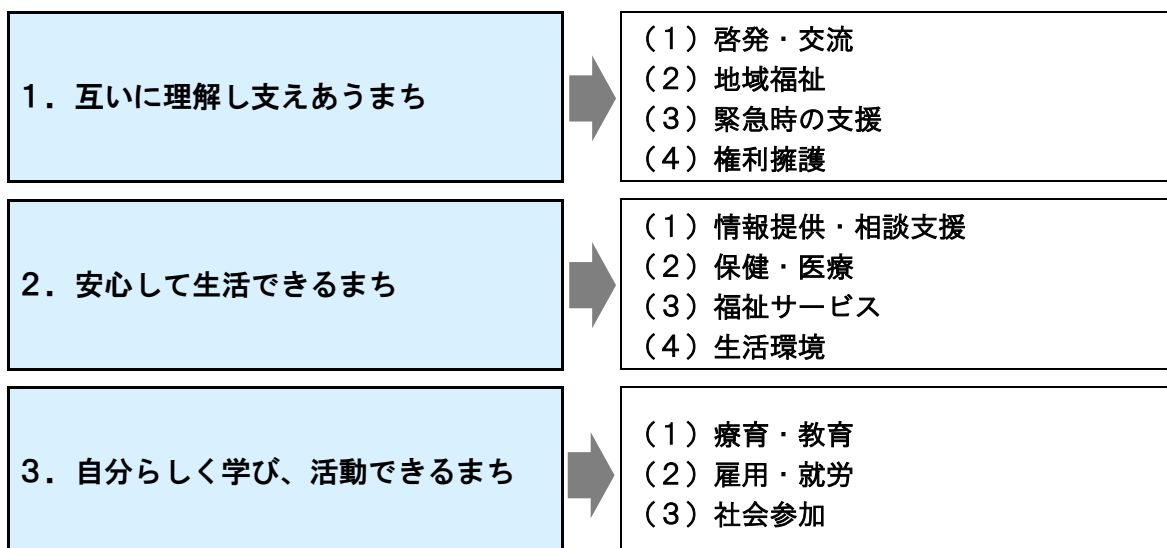 １．互いに理解し支えあうまち
（１）啓発・交流
（２）地域福祉
（３）緊急時の支援
（４）権利擁護
２．安心して生活できるまち
（１）情報提供・相談支援
（２）保健・医療
（３）福祉サービス
（４）生活環境
３．自分らしく学び、活動できるまち
（１）療育・教育
（２）雇用・就労
（３）社会参加